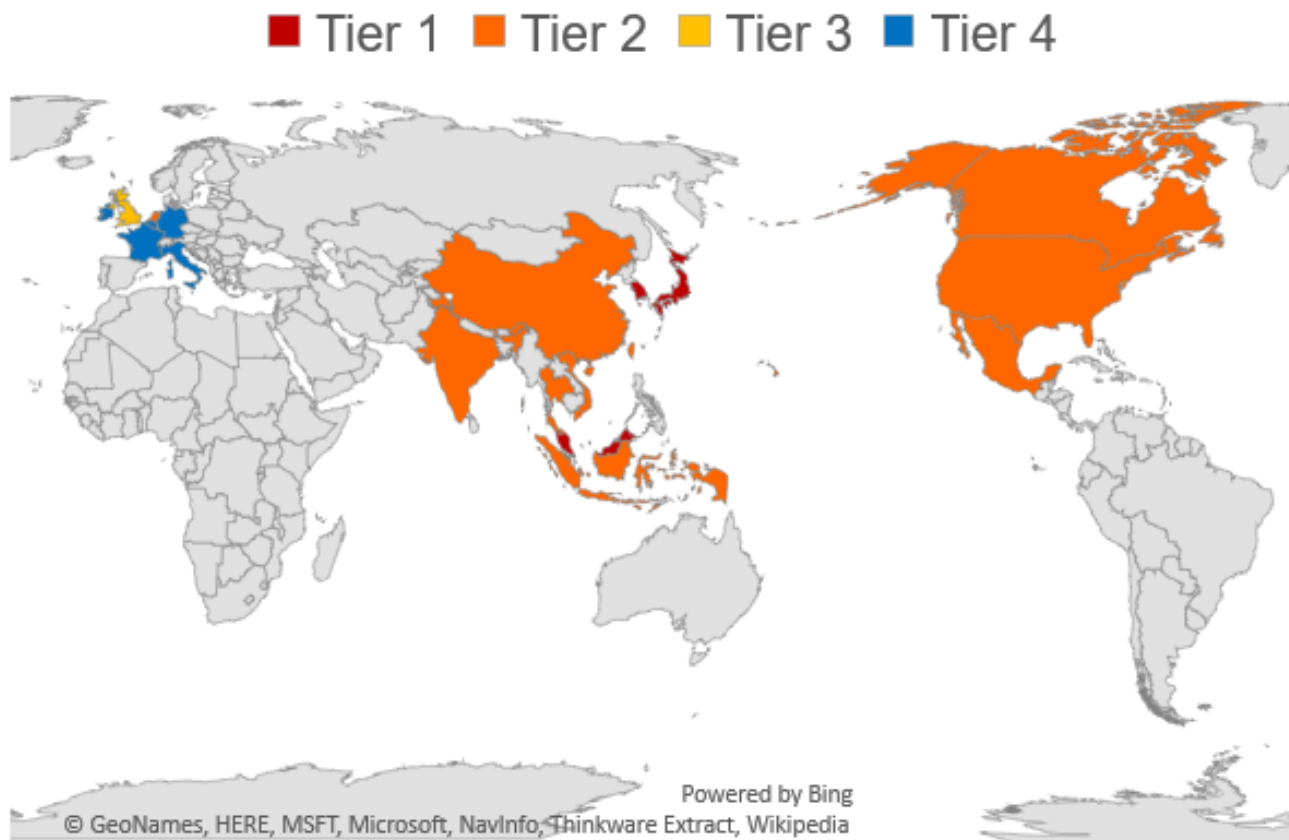 Tier 1 Tier 2 Tier 3 Tier 4
Powered by Bing
© GeoNames, HERE, MSFT, Microsoft, NavInfo, Thinkware Extract, Wikipedia